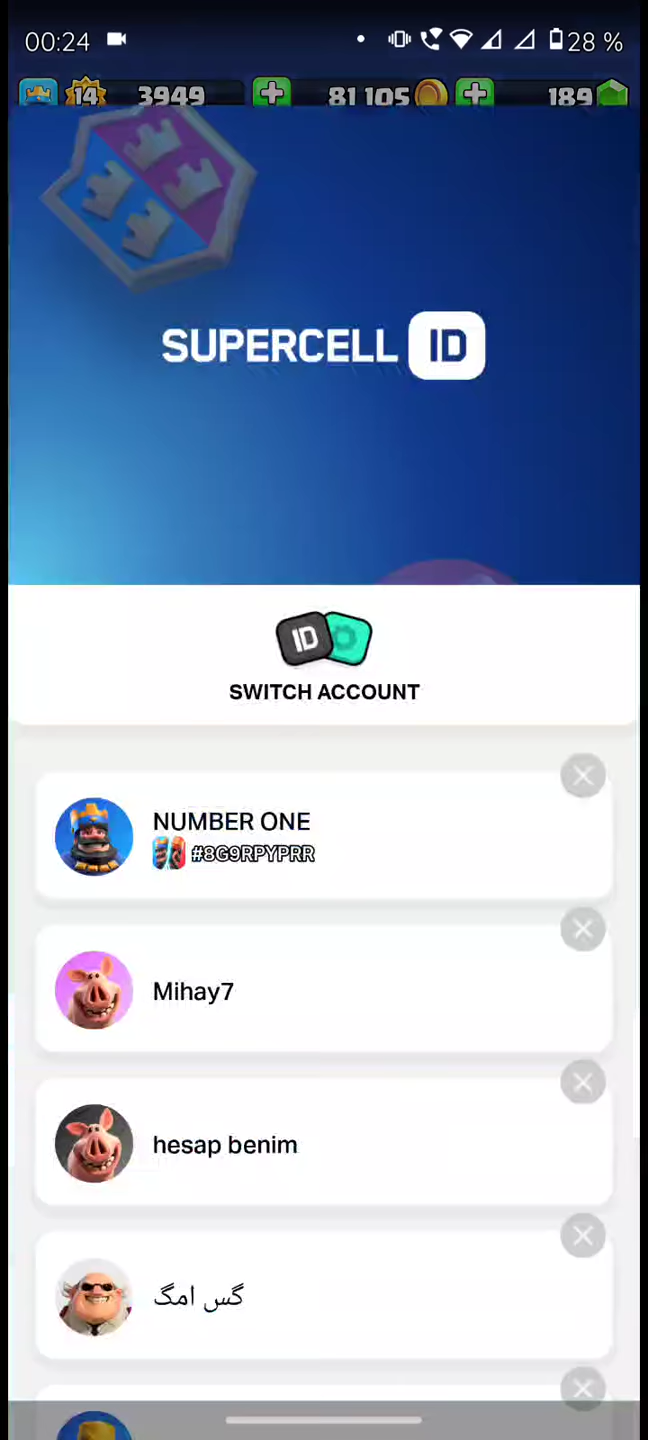 00:24
28 %
14 3949 81 105 189
SUPERCELL ID
ID
SWITCH ACCOUNT
NUMBER ONE
#8G9RPYPRR
Mihay7
hesap benim
گس امگ